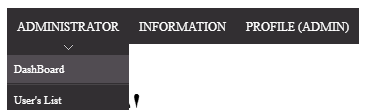 ADMINISTRATOR INFORMATION PROFILE (ADMIN)
DashBoard
User's List
!